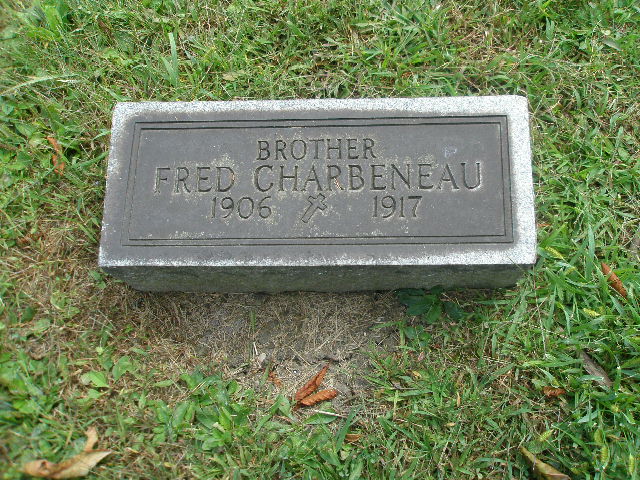 BROTHER
FRED CHARBENEAU
1906 1917